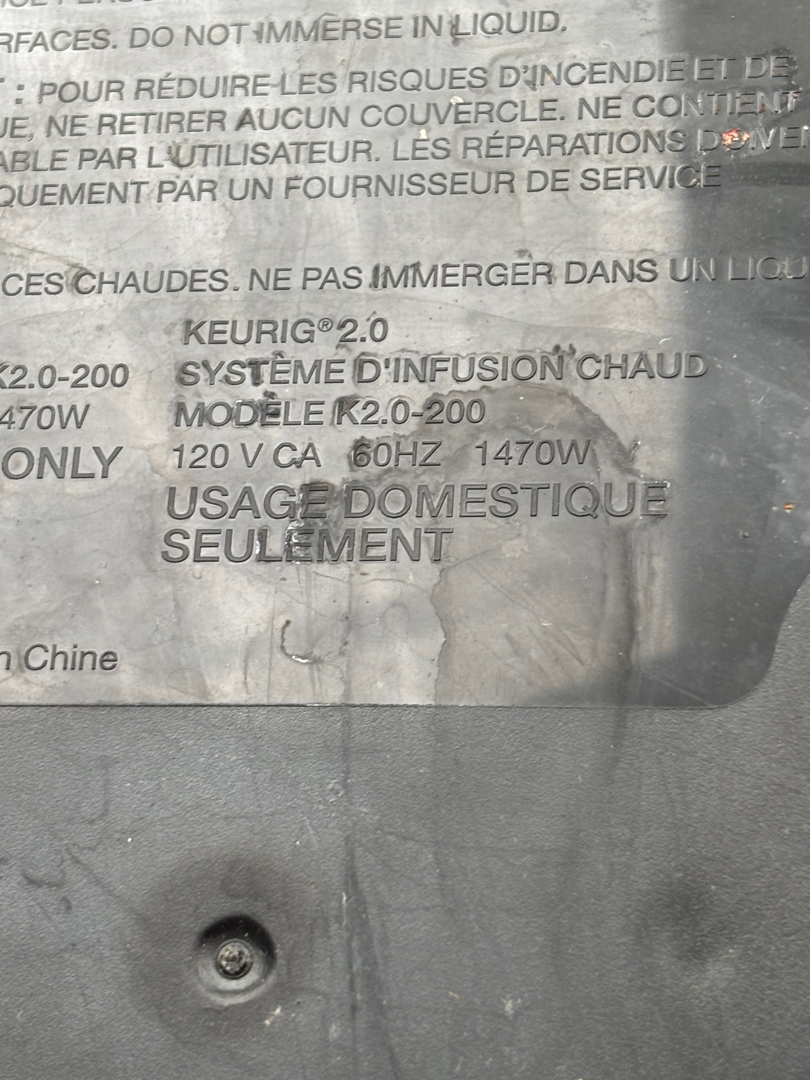 RFACES. DO NOT IMMERSE IN LIQUID.
: POUR RÉDUIRE LES RISQUES D'INCENDIE ET DE
UE, NE RETIRER AUCUN COUVERCLE. NE CONTIENT
ABLE PAR L'UTILISATEUR. LES RÉPARATIONS
QUEMENT PAR UN FOURNISSEUR DE SERVICE
CES CHAUDES. NE PAS IMMERGER DANS UN LIQU
KEURIG® 2.0
K2.0-200 SYSTÈME D'INFUSION CHAUD
470W MODÈLE K2.0-200
ONLY 120 V CA 60HZ 1470W
USAGE DOMESTIQUE
SEULEMENT
n Chine